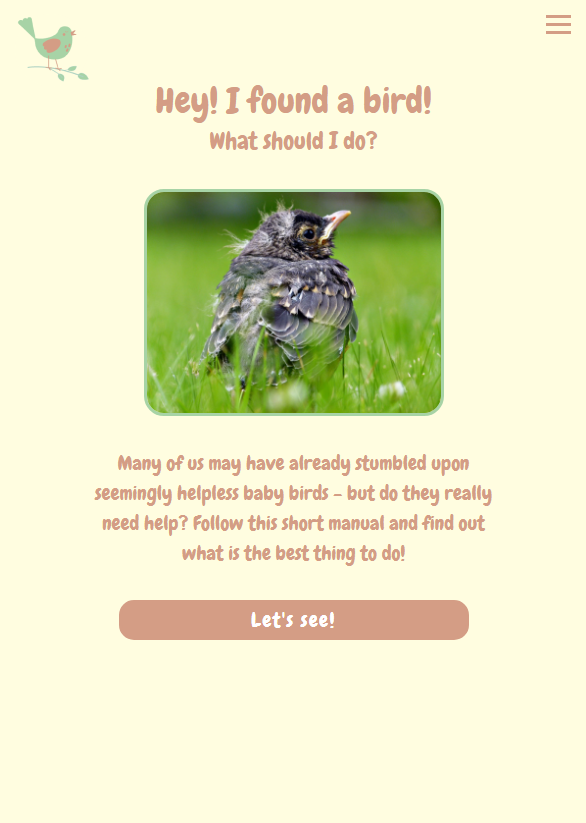 Hey! I found a bird!
What should I do?
Many of us may have already stumbled upon
seemingly helpless baby birds – but do they really
need help? Follow this short manual and find out
what is the best thing to do!
Let's see!